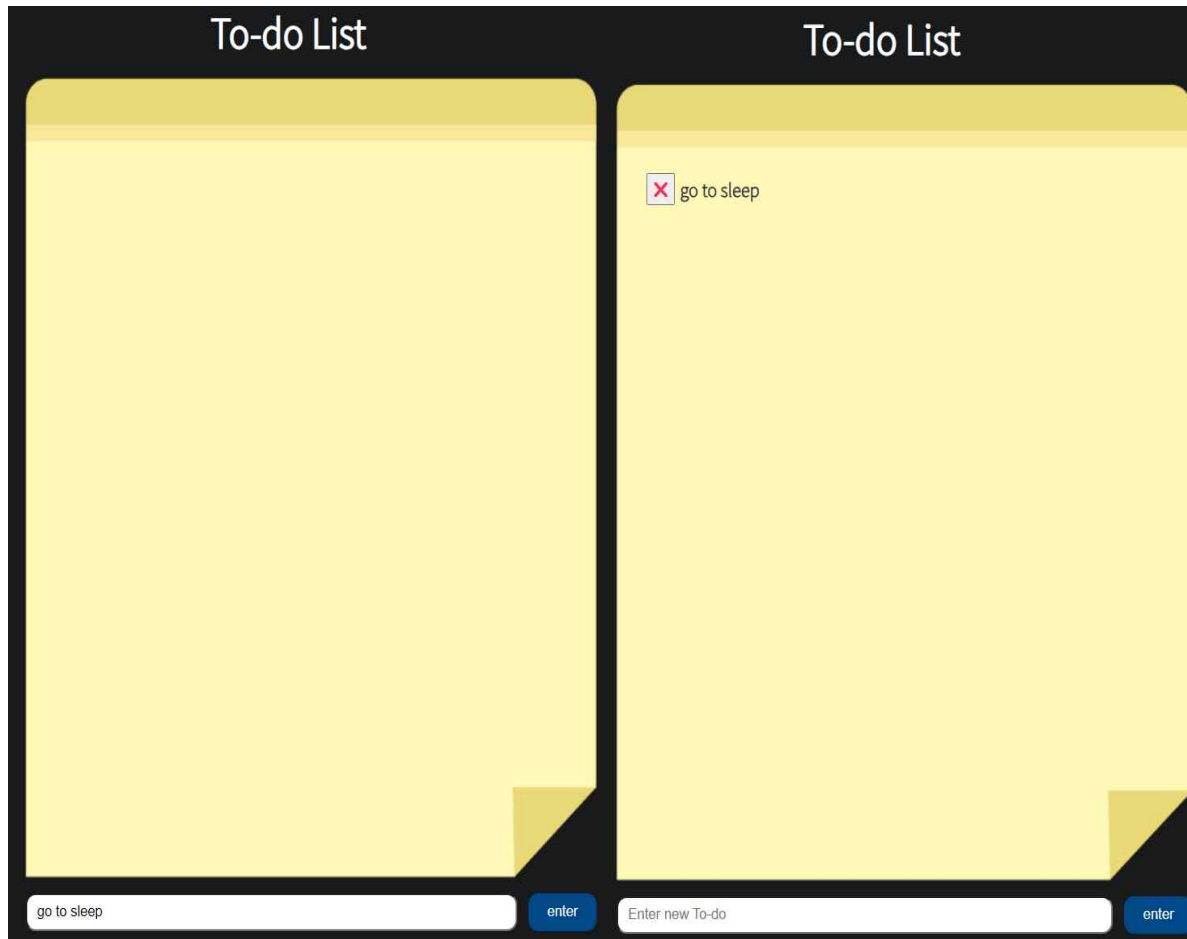 To-do List
go to sleep
enter
To-do List
❌ go to sleep
Enter new To-do
enter